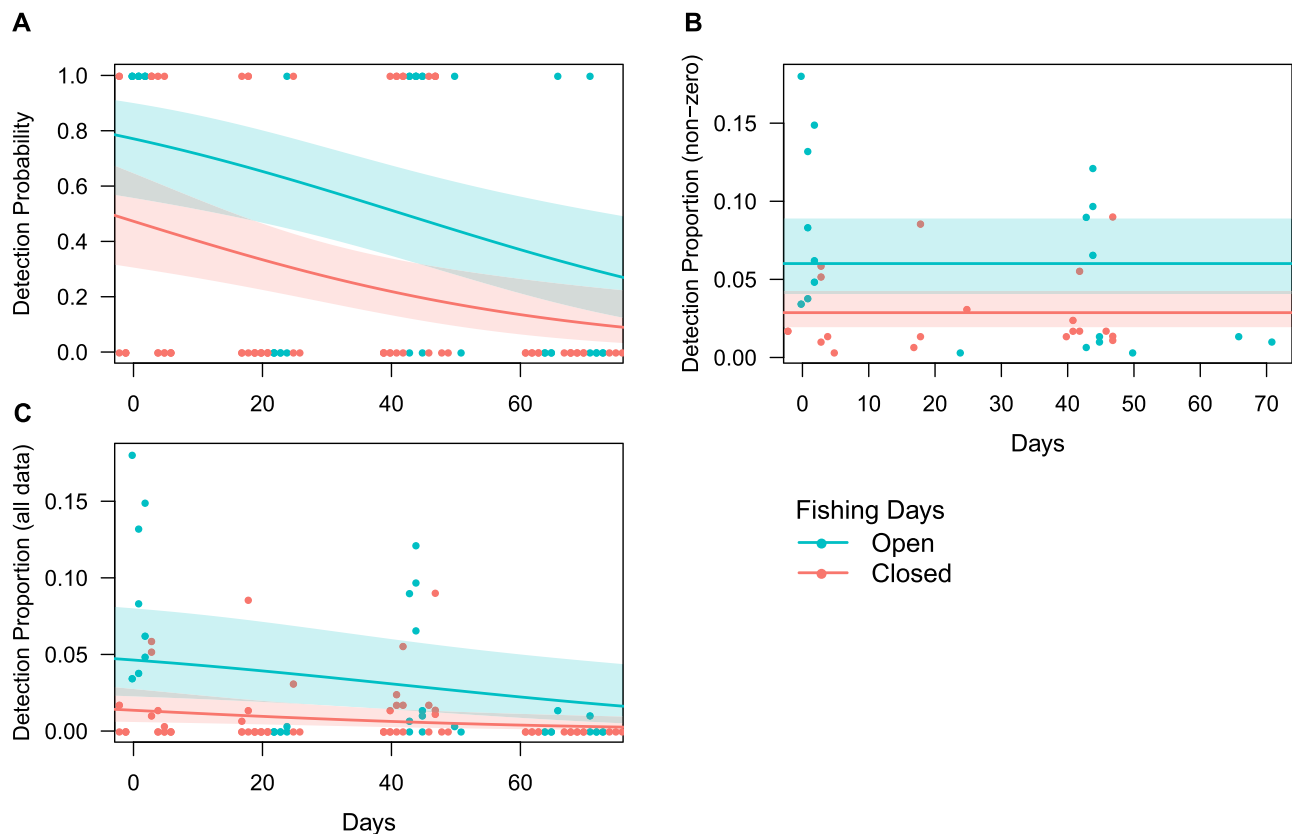 A
Detection Probability
1.0
0.8
0.6
0.4
0.2
0.0
0 20 40 60
B
Detection Proportion (non−zero)
0.15
0.10
0.05
0.00
0 10 20 30 40 50 60 70
Days
C
Detection Proportion (all data)
0.15
0.10
0.05
0.00
0 20 40 60
Days
Fishing Days
Open
Closed